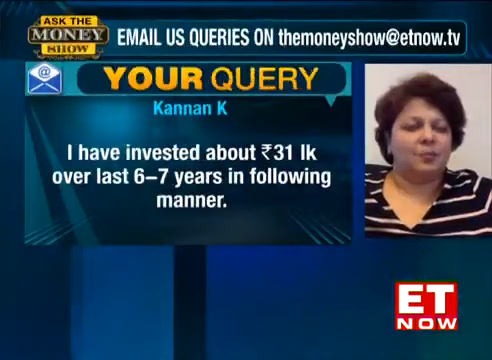 ASK THE
MONEY
SHOW
EMAIL US QUERIES ON themoneyshow@etnow.tv
@
YOUR QUERY
Kannan K
I have invested about ₹31 lk
over last 6–7 years in following
manner.
ET
NOW